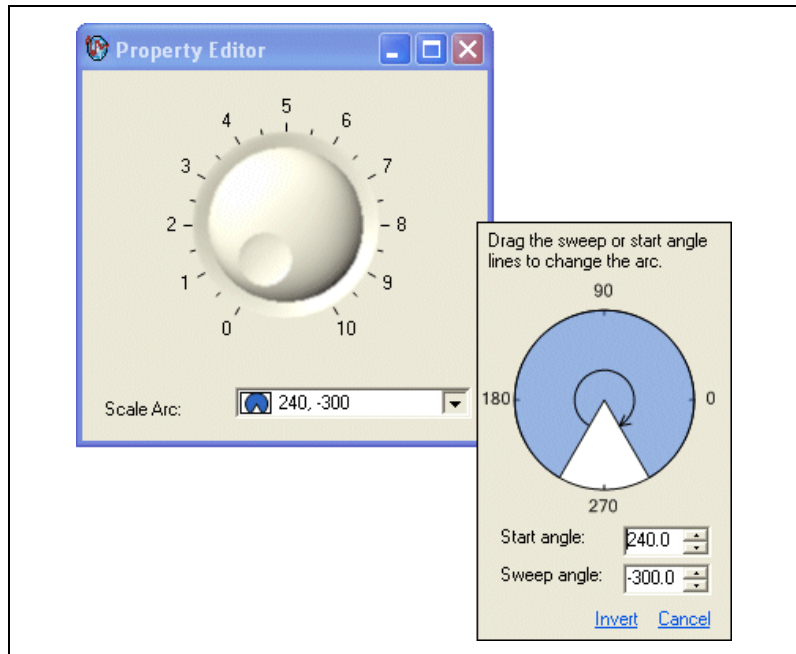 Property Editor
5
4
6
3
7
2
8
1
9
0
10
Scale Arc:
240, -300
Drag the sweep or start angle
lines to change the arc.
90
180
0
270
Start angle:
240.0
Sweep angle:
-300.0
Invert
Cancel